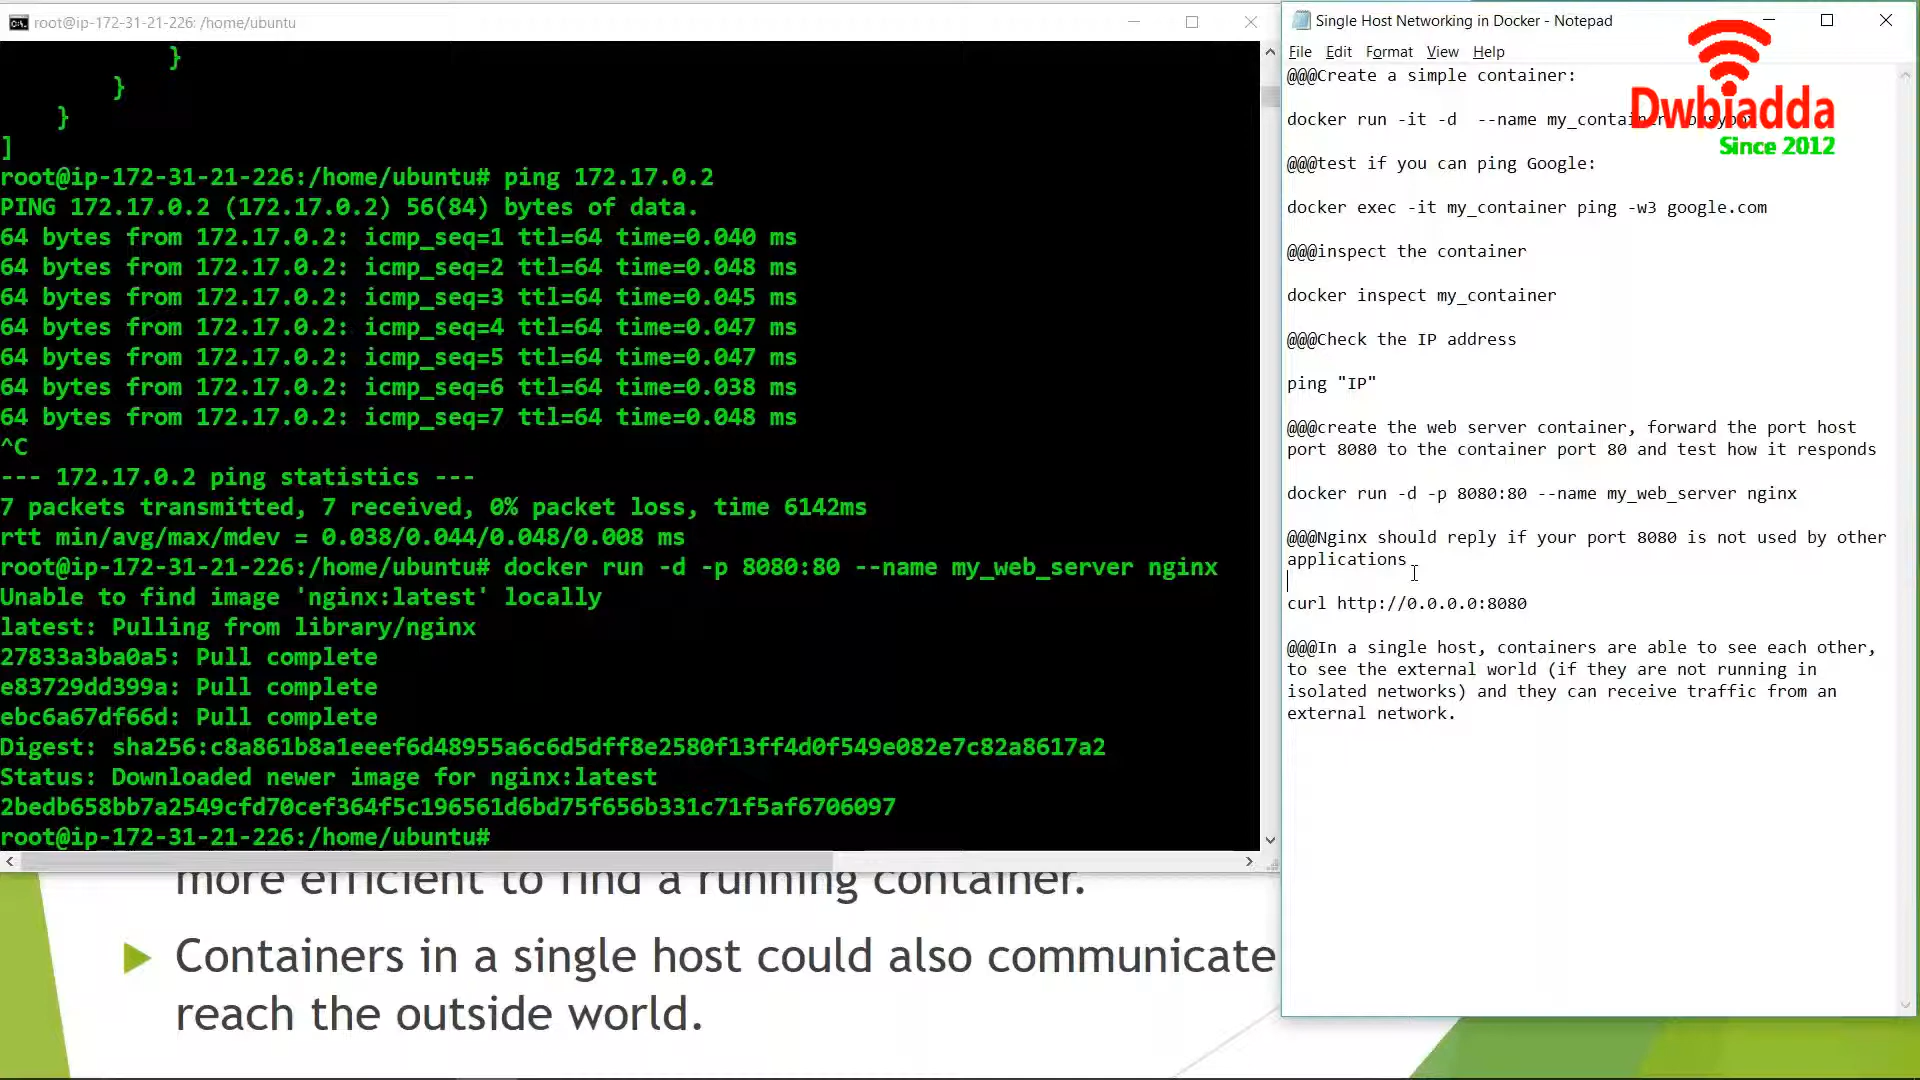 root@ip-172-31-21-226: /home/ubuntu
}
}
}
]
root@ip-172-31-21-226:/home/ubuntu# ping 172.17.0.2
PING 172.17.0.2 (172.17.0.2) 56(84) bytes of data.
64 bytes from 172.17.0.2: icmp_seq=1 ttl=64 time=0.040 ms
64 bytes from 172.17.0.2: icmp_seq=2 ttl=64 time=0.048 ms
64 bytes from 172.17.0.2: icmp_seq=3 ttl=64 time=0.045 ms
64 bytes from 172.17.0.2: icmp_seq=4 ttl=64 time=0.047 ms
64 bytes from 172.17.0.2: icmp_seq=5 ttl=64 time=0.047 ms
64 bytes from 172.17.0.2: icmp_seq=6 ttl=64 time=0.038 ms
64 bytes from 172.17.0.2: icmp_seq=7 ttl=64 time=0.048 ms
^C
--- 172.17.0.2 ping statistics ---
7 packets transmitted, 7 received, 0% packet loss, time 6142ms
rtt min/avg/max/mdev = 0.038/0.044/0.048/0.008 ms
root@ip-172-31-21-226:/home/ubuntu# docker run -d -p 8080:80 --name my_web_server nginx
Unable to find image 'nginx:latest' locally
latest: Pulling from library/nginx
27833a3ba0a5: Pull complete
e83729dd399a: Pull complete
ebc6a67df66d: Pull complete
Digest: sha256:c8a861b8a1eeef6d48955a6c6d5dff8e2580f13ff4d0f549e082e7c82a8617a2
Status: Downloaded newer image for nginx:latest
2bedb658bb7a2549cfd70cef364f5c196561d6bd75f656b331c71f5af6706097
root@ip-172-31-21-226:/home/ubuntu#
more efficient to find a running container.
Containers in a single host could also communicate
reach the outside world.
Single Host Networking in Docker - Notepad
File Edit Format View Help
@@@Create a simple container:
docker run -it -d --name my_container busybox
@@@test if you can ping Google:
docker exec -it my_container ping -w3 google.com
@@@inspect the container
docker inspect my_container
@@@Check the IP address
ping "IP"
@@@create the web server container, forward the port host
port 8080 to the container port 80 and test how it responds
docker run -d -p 8080:80 --name my_web_server nginx
@@@Nginx should reply if your port 8080 is not used by other
applications
curl http://0.0.0.0:8080
@@@In a single host, containers are able to see each other,
to see the external world (if they are not running in
isolated networks) and they can receive traffic from an
external network.
Dwbiadda
Since 2012